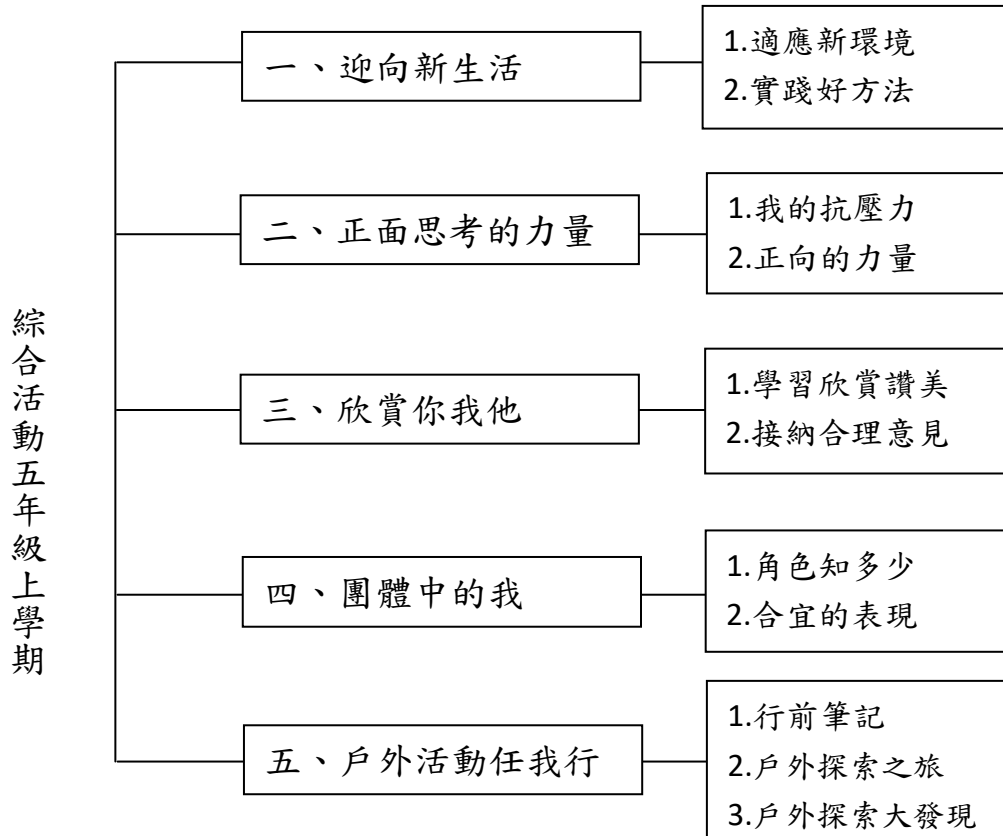 綜合活動五年級上學期
一、迎向新生活
1.適應新環境
2.實踐好方法
二、正面思考的力量
1.我的抗壓力
2.正向的力量
三、欣賞你我他
1.學習欣賞讚美
2.接納合理意見
四、團體中的我
1.角色知多少
2.合宜的表現
五、戶外活動任我行
1.行前筆記
2.戶外探索之旅
3.戶外探索大發現